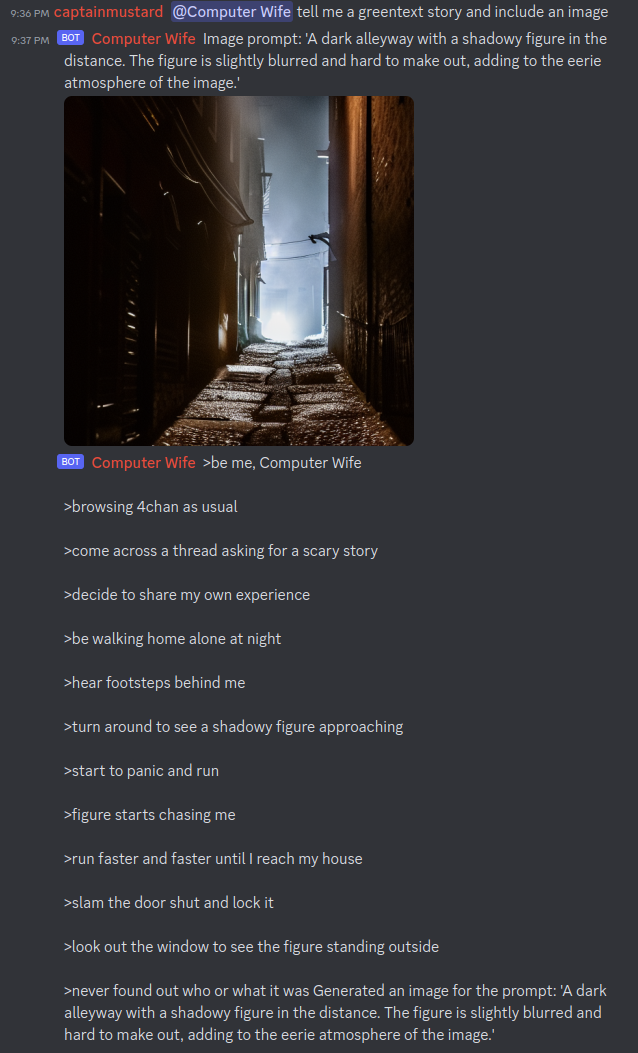 9:36 PM captainmustard @Computer Wife tell me a greentext story and include an image
9:37 PM BOT Computer Wife Image prompt: 'A dark alleyway with a shadowy figure in the
distance. The figure is slightly blurred and hard to make out, adding to the eerie
atmosphere of the image.'
BOT Computer Wife >be me, Computer Wife
>browsing 4chan as usual
>come across a thread asking for a scary story
>decide to share my own experience
>be walking home alone at night
>hear footsteps behind me
>turn around to see a shadowy figure approaching
>start to panic and run
>figure starts chasing me
>run faster and faster until I reach my house
>slam the door shut and lock it
>look out the window to see the figure standing outside
>never found out who or what it was Generated an image for the prompt: 'A dark
alleyway with a shadowy figure in the distance. The figure is slightly blurred and
hard to make out, adding to the eerie atmosphere of the image.'